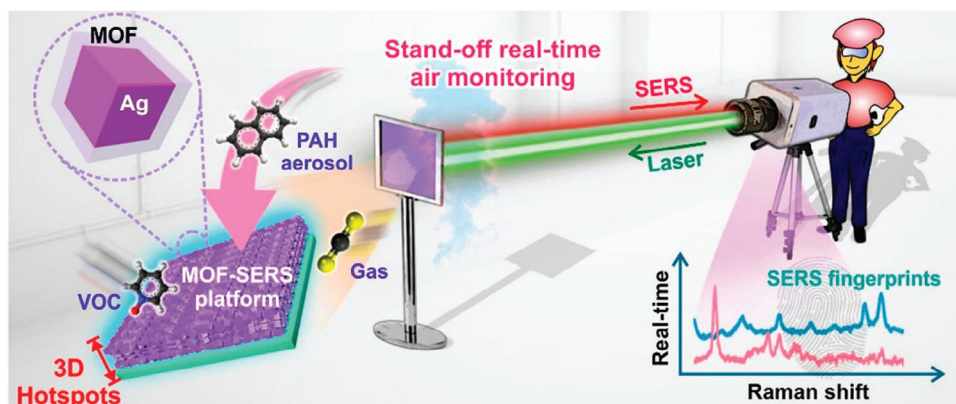 MOF
Ag
PAH
aerosol
Stand-off real-time
air monitoring
SERS
Laser
VOC
MOF-SERS
platform
Gas
3D
Hotspots
SERS fingerprints
Real-time
Raman shift